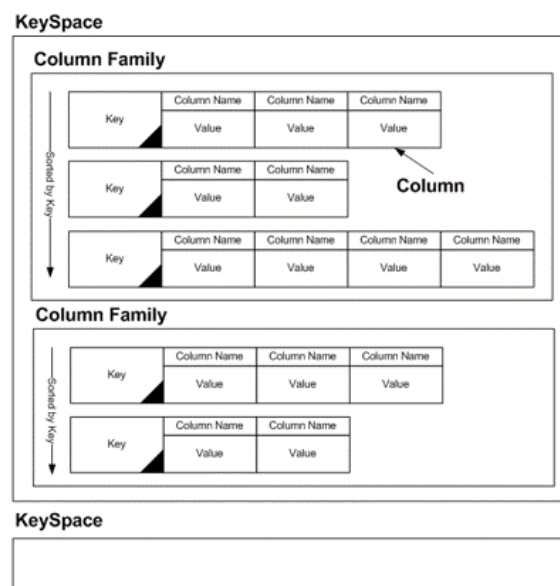 KeySpace
Column Family
Column Name Column Name Column Name
Key
Value Value Value
Sorted by Key
Column
Column Name Column Name
Key
Value Value
Column Name Column Name Column Name Column Name
Key
Value Value Value Value
Column Family
Column Name Column Name Column Name
Key
Value Value Value
Sorted by Key
Column Name Column Name
Key
Value Value
KeySpace